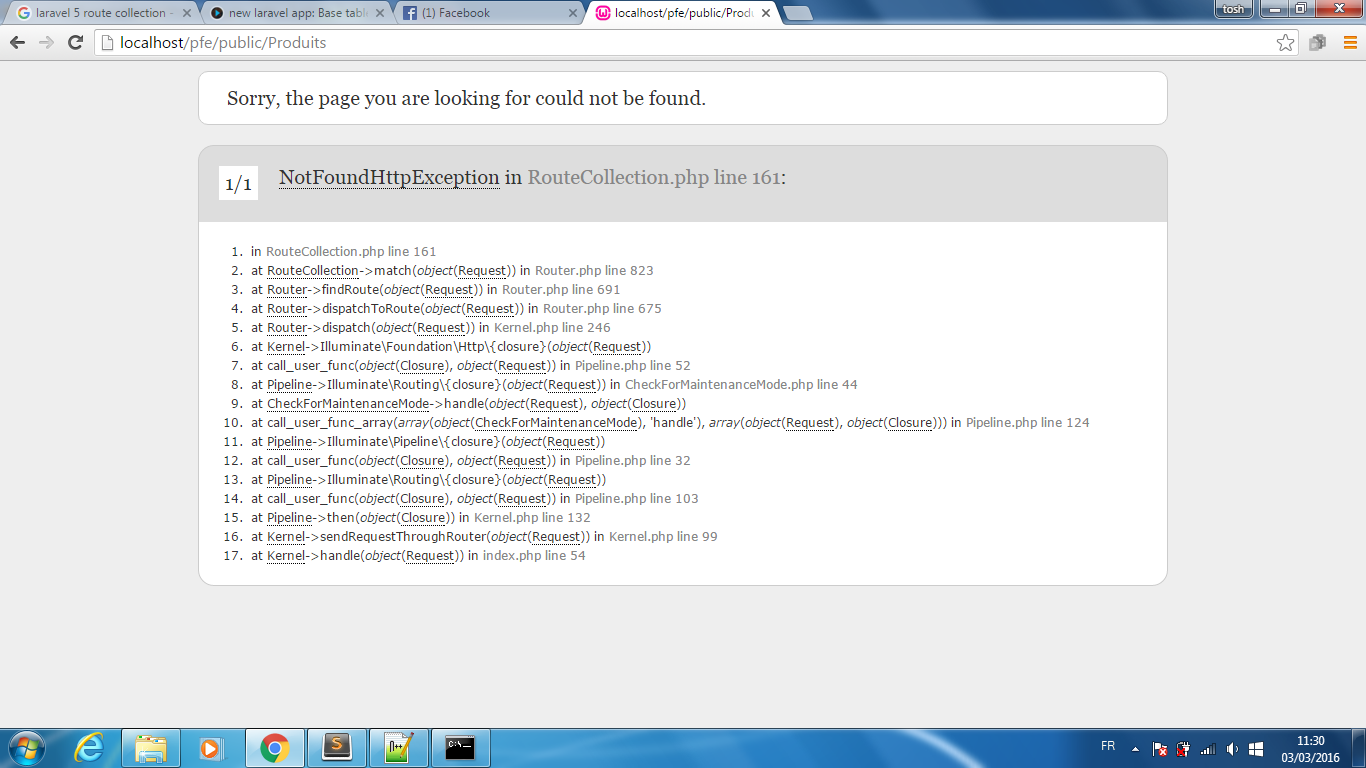 laravel 5 route collection -
new laravel app: Base tabl
(1) Facebook
localhost/pfe/public/Produ
tosh
localhost/pfe/public/Produits
Sorry, the page you are looking for could not be found.
1/1
NotFoundHttpException in RouteCollection.php line 161:
1. in RouteCollection.php line 161
2. at RouteCollection->match(object(Request)) in Router.php line 823
3. at Router->findRoute(object(Request)) in Router.php line 691
4. at Router->dispatchToRoute(object(Request)) in Router.php line 675
5. at Router->dispatch(object(Request)) in Kernel.php line 246
6. at Kernel->Illuminate\Foundation\Http\{closure}(object(Request))
7. at call_user_func(object(Closure), object(Request)) in Pipeline.php line 52
8. at Pipeline->Illuminate\Routing\{closure}(object(Request)) in CheckForMaintenanceMode.php line 44
9. at CheckForMaintenanceMode->handle(object(Request), object(Closure))
10. at call_user_func_array(array(object(CheckForMaintenanceMode), 'handle'), array(object(Request), object(Closure))) in Pipeline.php line 124
11. at Pipeline->Illuminate\Pipeline\{closure}(object(Request))
12. at call_user_func(object(Closure), object(Request)) in Pipeline.php line 32
13. at Pipeline->Illuminate\Routing\{closure}(object(Request))
14. at call_user_func(object(Closure), object(Request)) in Pipeline.php line 103
15. at Pipeline->then(object(Closure)) in Kernel.php line 132
16. at Kernel->sendRequestThroughRouter(object(Request)) in Kernel.php line 99
17. at Kernel->handle(object(Request)) in index.php line 54
FR
11:30
03/03/2016